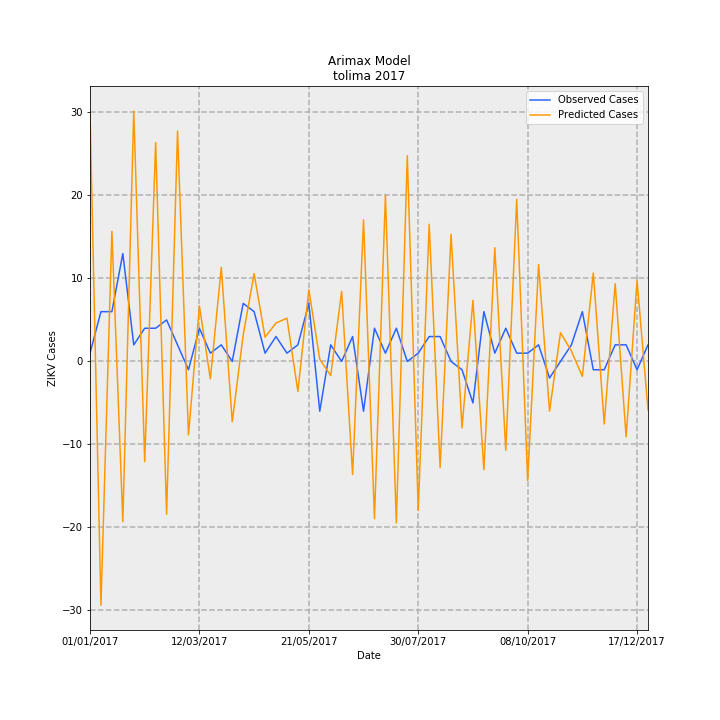 Arimax Model
tolima 2017
Observed Cases
Predicted Cases
ZIKV Cases
30
20
10
0
−10
−20
−30
01/01/2017 12/03/2017 21/05/2017 30/07/2017 08/10/2017 17/12/2017
Date